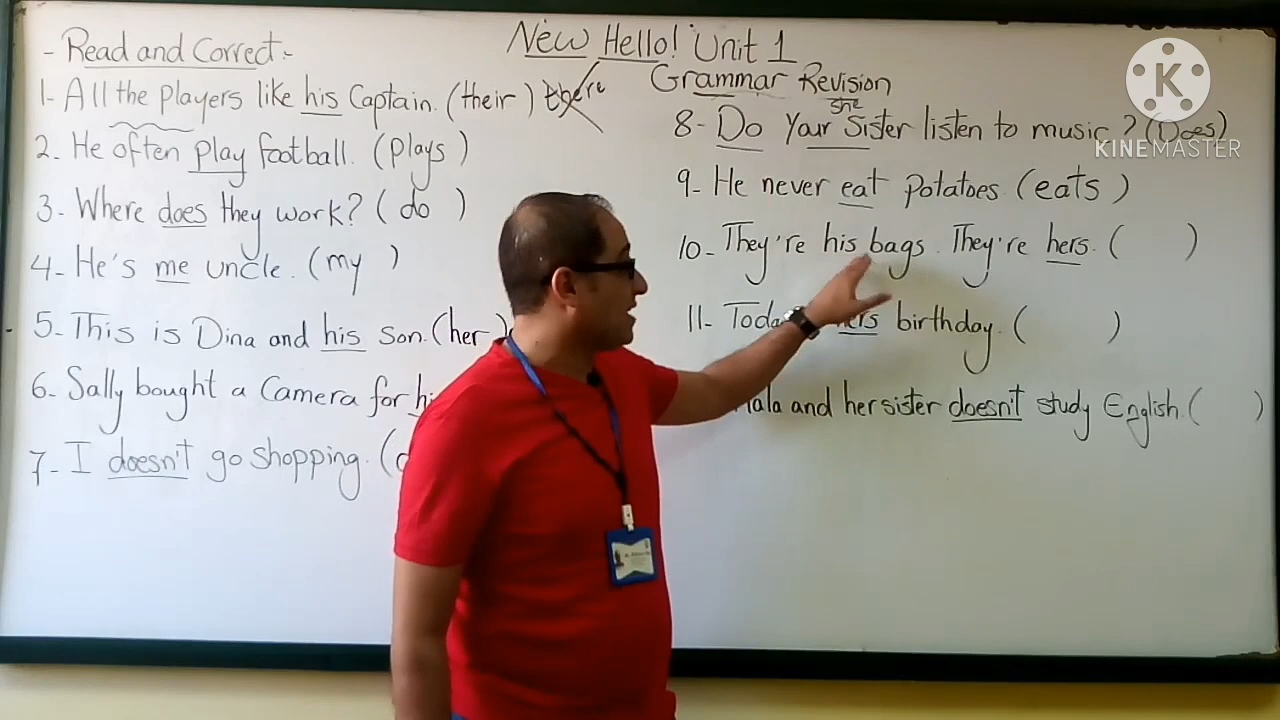 - Read and Correct:-
New Hello! Unit 1
Grammar Revision
1- All the players like his Captain. (their) there
2. He often play football. (plays)
3- Where does they work? (do)
4- He's me uncle. (my)
5- This is Dina and his son. (her)
6. Sally bought a Camera for
7- I doesn't go shopping. (
she
8- Do your sister listen to music? (Does)
9- He never eat potatoes. (eats)
10- They're his bags. They're hers. ( )
11- hers birthday. ( )
and her sister doesn't study English. ( )
K
KINEMASTER